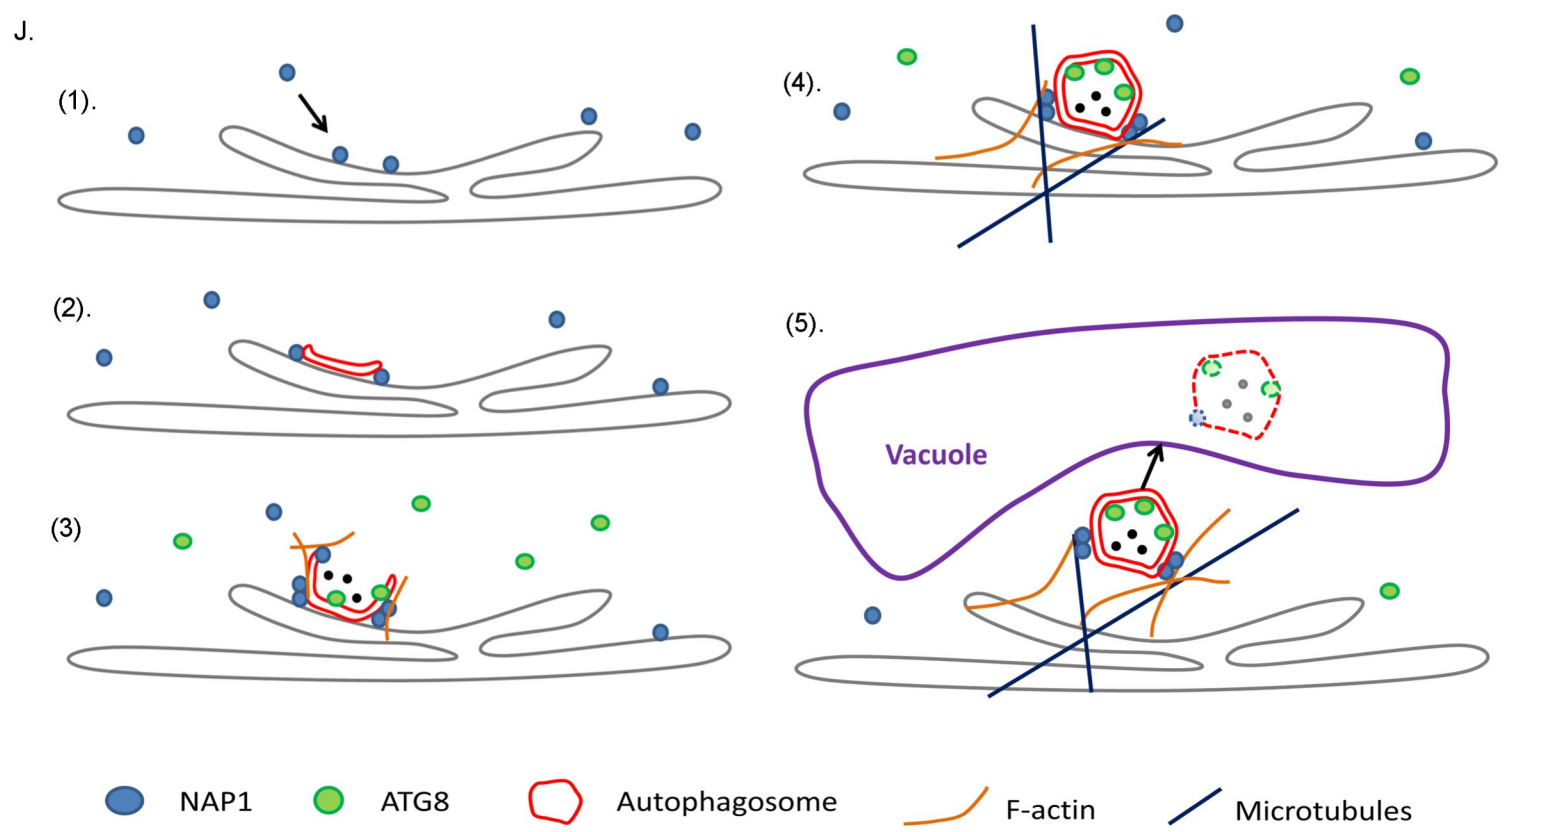 J.
(1).
(2).
(3)
(4).
(5).
Vacuole
NAP1
ATG8
Autophagosome
F-actin
Microtubules